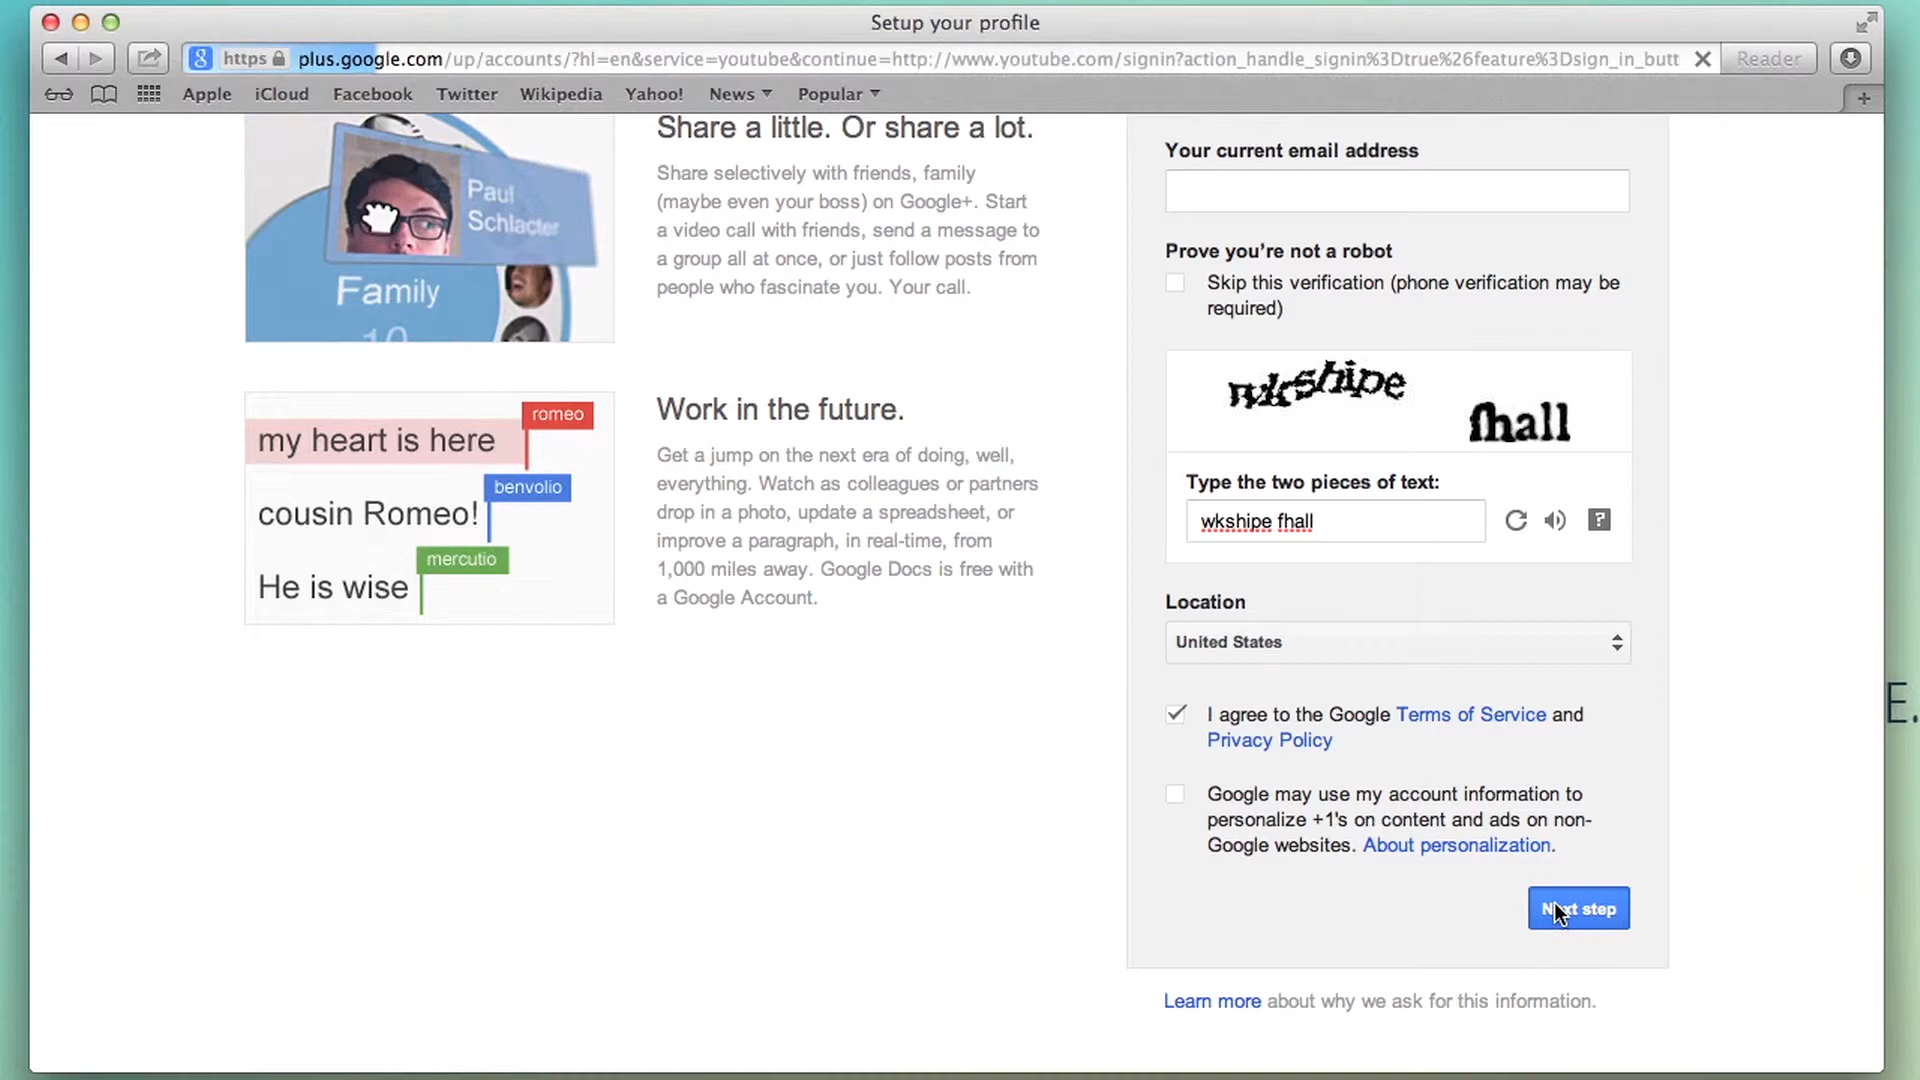 Setup your profile
https plus.google.com/up/accounts/?hl=en&service=youtube&continue=http://www.youtube.com/signin?action_handle_signin%3Dtrue%26feature%3Dsign_in_butt
Reader
Apple iCloud Facebook Twitter Wikipedia Yahoo! News Popular
Paul
Schlacter
Family
10
Share a little. Or share a lot.
Share selectively with friends, family
(maybe even your boss) on Google+. Start
a video call with friends, send a message to
a group all at once, or just follow posts from
people who fascinate you. Your call.
romeo
my heart is here
benvolio
cousin Romeo!
mercutio
He is wise
Work in the future.
Get a jump on the next era of doing, well,
everything. Watch as colleagues or partners
drop in a photo, update a spreadsheet, or
improve a paragraph, in real-time, from
1,000 miles away. Google Docs is free with
a Google Account.
Your current email address
Prove you’re not a robot
Skip this verification (phone verification may be
required)
wkshipe
fhall
Type the two pieces of text:
wkshipe fhall
?
Location
United States
I agree to the Google Terms of Service and
Privacy Policy
Google may use my account information to
personalize +1's on content and ads on non-
Google websites. About personalization.
Next step
Learn more about why we ask for this information.
E.